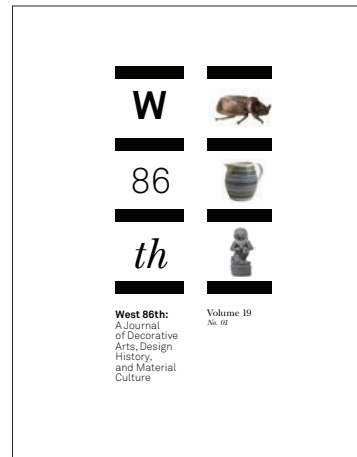 W
86
th
West 86th:
A Journal
of Decorative
Arts, Design
History,
and Material
Culture
Volume 19
No. 01